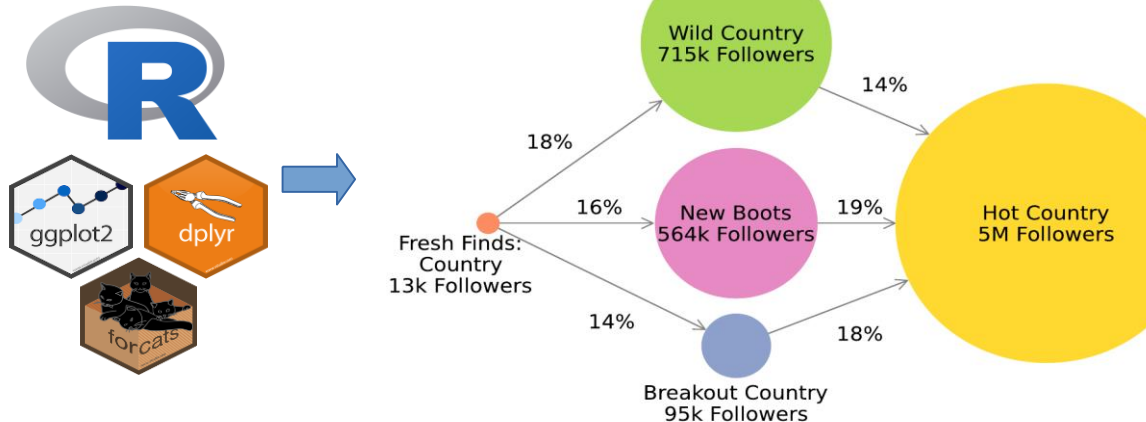 R
ggplot2
dplyr
forcats
Wild Country
715k Followers
14%
18%
16%
New Boots
564k Followers
19%
Hot Country
5M Followers
Fresh Finds:
Country
13k Followers
14%
18%
Breakout Country
95k Followers